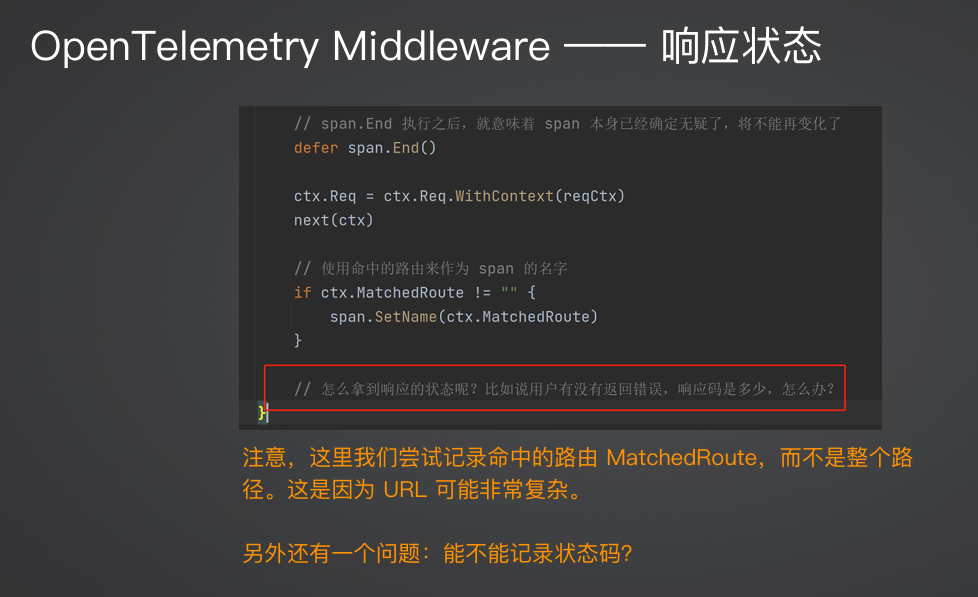 OpenTelemetry Middleware —— 响应状态
// span.End 执行之后，就意味着 span 本身已经确定无疑了，将不能再变化了
defer span.End()
ctx.Req = ctx.Req.WithContext(reqCtx)
next(ctx)
// 使用命中的路由来作为 span 的名字
if ctx.MatchedRoute != "" {
span.SetName(ctx.MatchedRoute)
}
// 怎么拿到响应的状态呢？比如说用户有没有返回错误，响应码是多少，怎么办？
}
注意，这里我们尝试记录命中的路由 MatchedRoute，而不是整个路
径。这是因为 URL 可能非常复杂。
另外还有一个问题：能不能记录状态码？